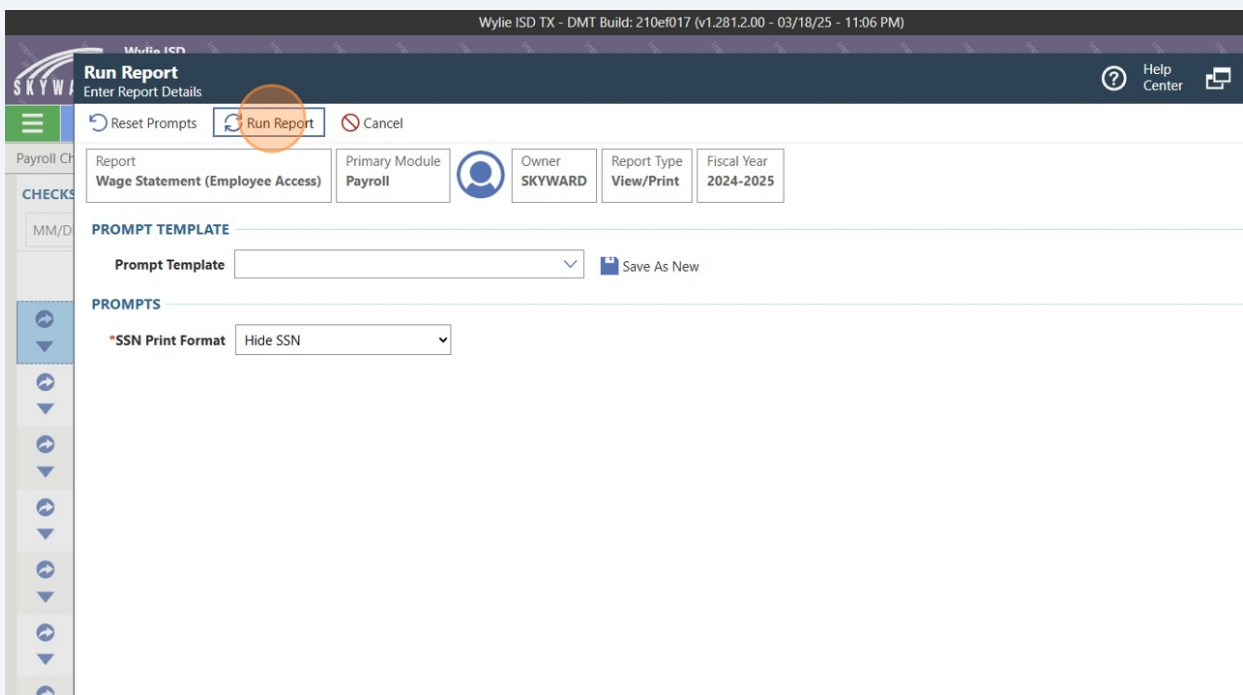 Wylie ISD TX - DMT Build: 210ef017 (v1.281.2.00 - 03/18/25 - 11:06 PM)
Wylie ISD
SKYW
Run Report
Enter Report Details
Help
Center
Reset Prompts Run Report Cancel
Payroll Ch
Report Primary Module Owner Report Type Fiscal Year
Wage Statement (Employee Access) Payroll SKYWARD View/Print 2024-2025
CHECKS
MM/D
PROMPT TEMPLATE
Prompt Template Save As New
PROMPTS
*SSN Print Format Hide SSN